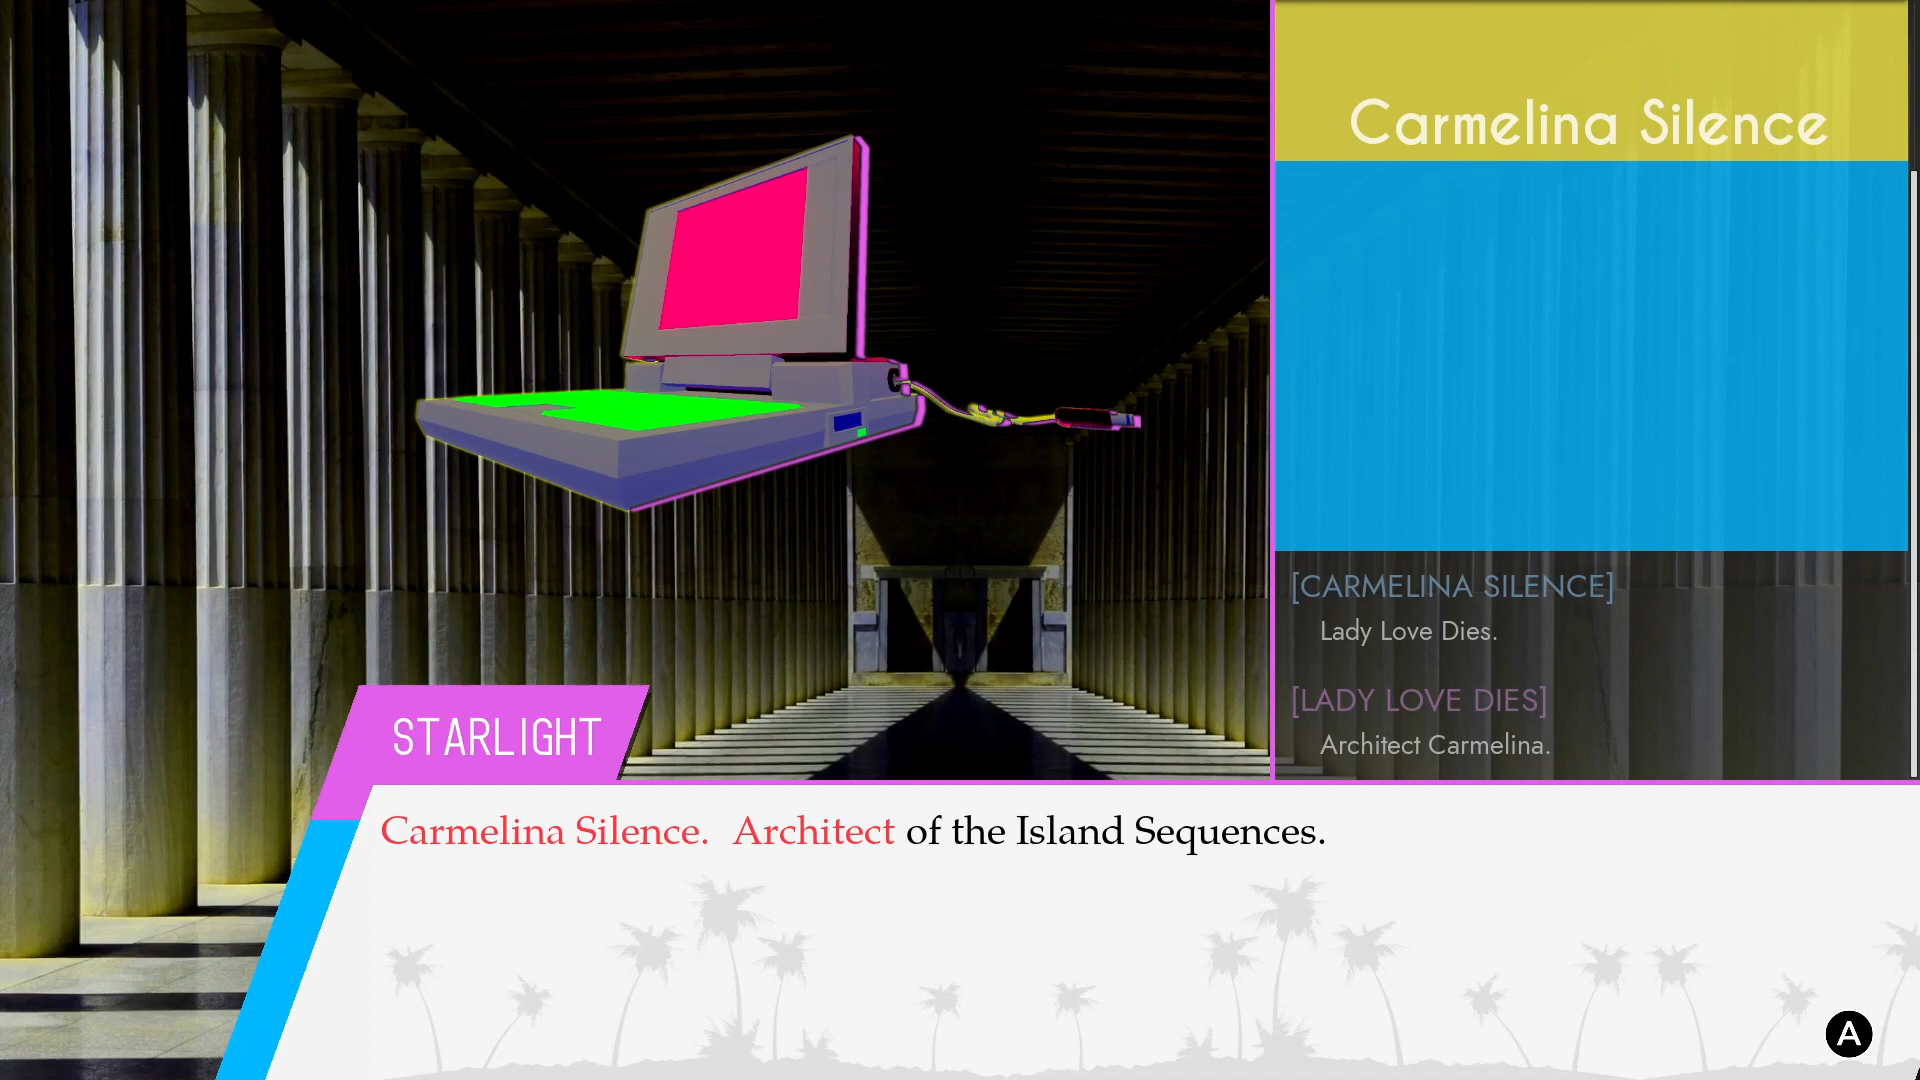 Carmelina Silence
[CARMELINA SILENCE]
Lady Love Dies.
[LADY LOVE DIES]
Architect Carmelina.
STARLIGHT
Carmelina Silence. Architect of the Island Sequences.
A